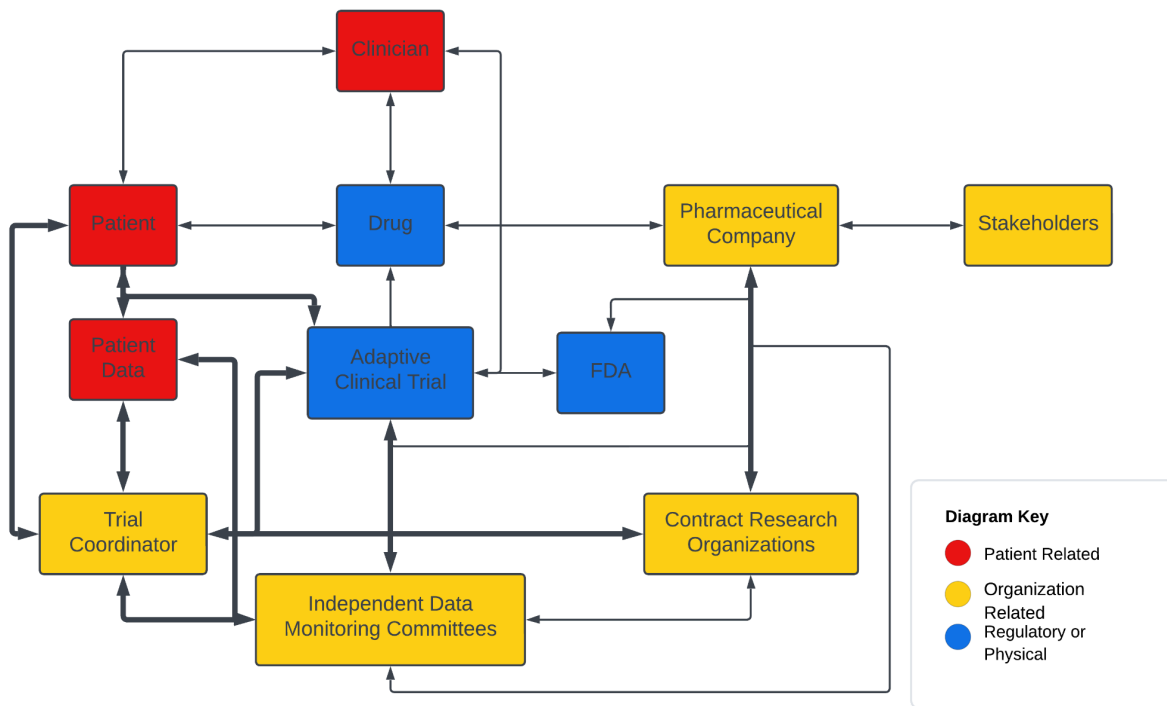 Clinician
Patient
Drug
Pharmaceutical
Company
Stakeholders
Patient
Data
Adaptive
Clinical Trial
FDA
Trial
Coordinator
Contract Research
Organizations
Independent Data
Monitoring Committees
Diagram Key
Patient Related
Organization
Related
Regulatory or
Physical